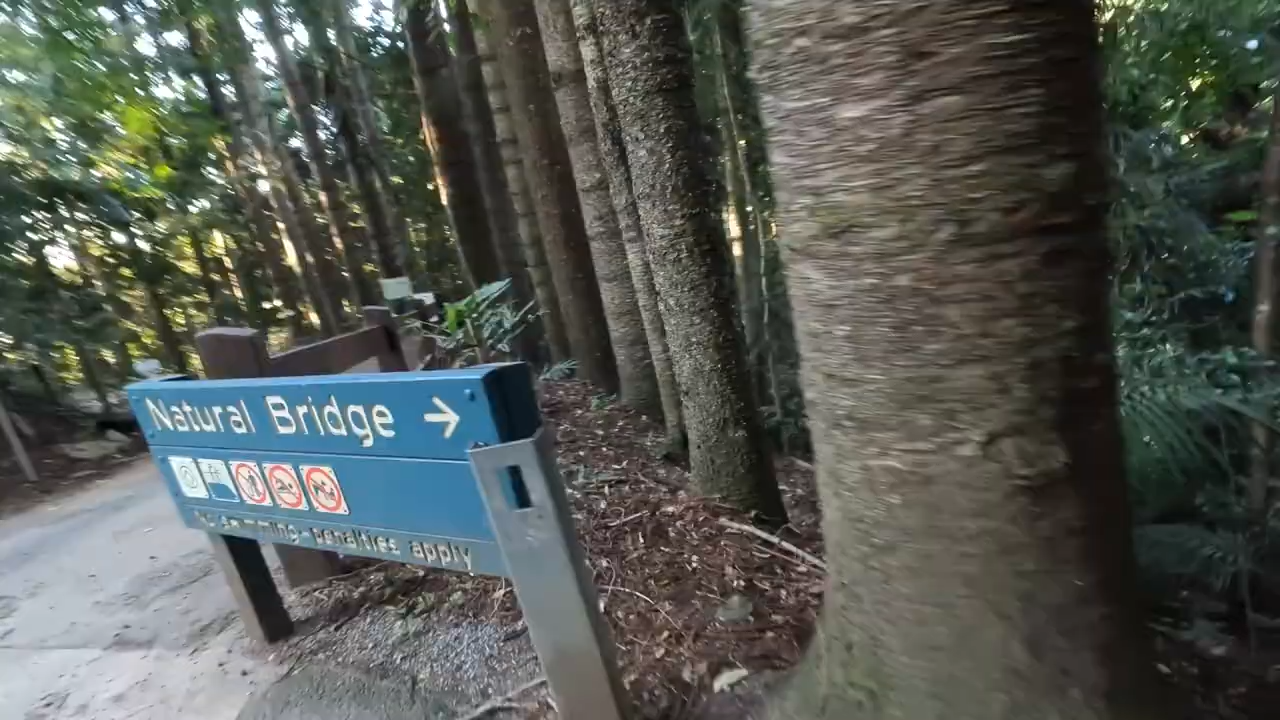 Natural Bridge →
No swimming - penalties apply